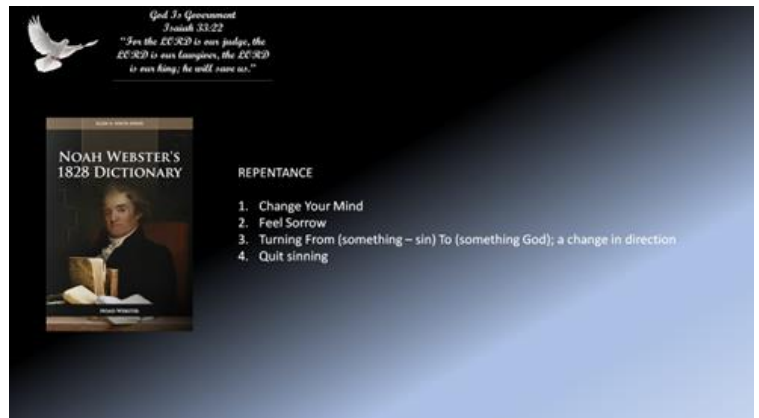 God Is Government
Isaiah 33:22
"For the LORD is our judge, the
LORD is our lawgiver, the LORD
is our king; he will save us."
NOAH WEBSTER'S
1828 DICTIONARY
NOAH WEBSTER
REPENTANCE
1. Change Your Mind
2. Feel Sorrow
3. Turning From (something – sin) To (something God); a change in direction
4. Quit sinning